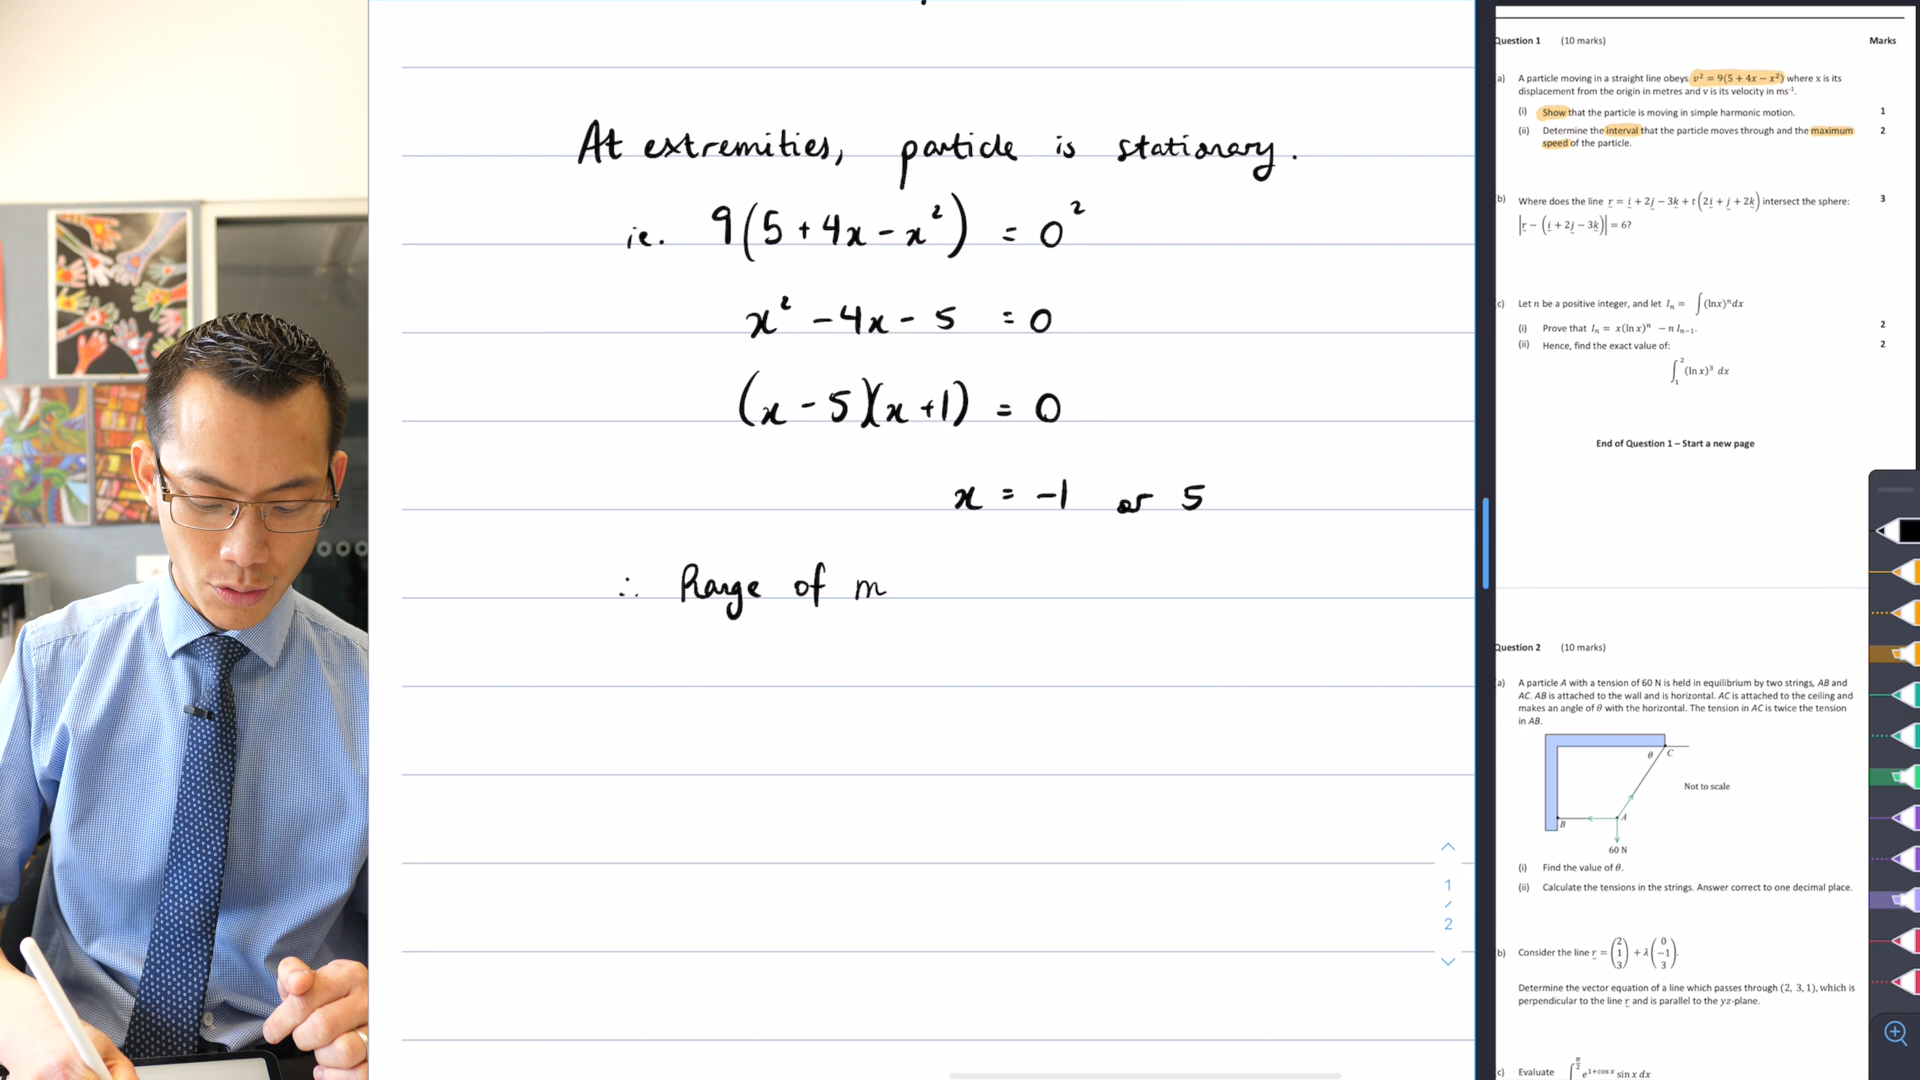 At extremities, particle is stationary.
ie. 9(5 + 4x - x²) = 0²
x² - 4x - 5 = 0
(x - 5)(x + 1) = 0
x = -1 or 5
∴ Range of m
1
/
2
Question 1 (10 marks) Marks
a) A particle moving in a straight line obeys v² = 9(5 + 4x − x²) where x is its
displacement from the origin in metres and v is its velocity in ms⁻¹.
(i) Show that the particle is moving in simple harmonic motion. 1
(ii) Determine the interval that the particle moves through and the maximum 2
speed of the particle.
b) Where does the line r = i + 2j − 3k + t(2i + j + 2k) intersect the sphere: 3
|r − (i + 2j − 3k)| = 6?
c) Let n be a positive integer, and let Iₙ = ∫(lnx)ⁿdx
(i) Prove that Iₙ = x(ln x)ⁿ − n Iₙ₋₁. 2
(ii) Hence, find the exact value of: 2
∫₁² (ln x)³ dx
End of Question 1 – Start a new page
Question 2 (10 marks)
a) A particle A with a tension of 60 N is held in equilibrium by two strings, AB and
AC. AB is attached to the wall and is horizontal. AC is attached to the ceiling and
makes an angle of θ with the horizontal. The tension in AC is twice the tension
in AB.
θ C
Not to scale
B A
60 N
(i) Find the value of θ.
(ii) Calculate the tensions in the strings. Answer correct to one decimal place.
b) Consider the line r = (2 1 3) + λ(0 −1 3).
Determine the vector equation of a line which passes through (2, 3, 1), which is
perpendicular to the line r and is parallel to the yz-plane.
c) Evaluate ∫ π/2 e^(1+cos x) sin x dx